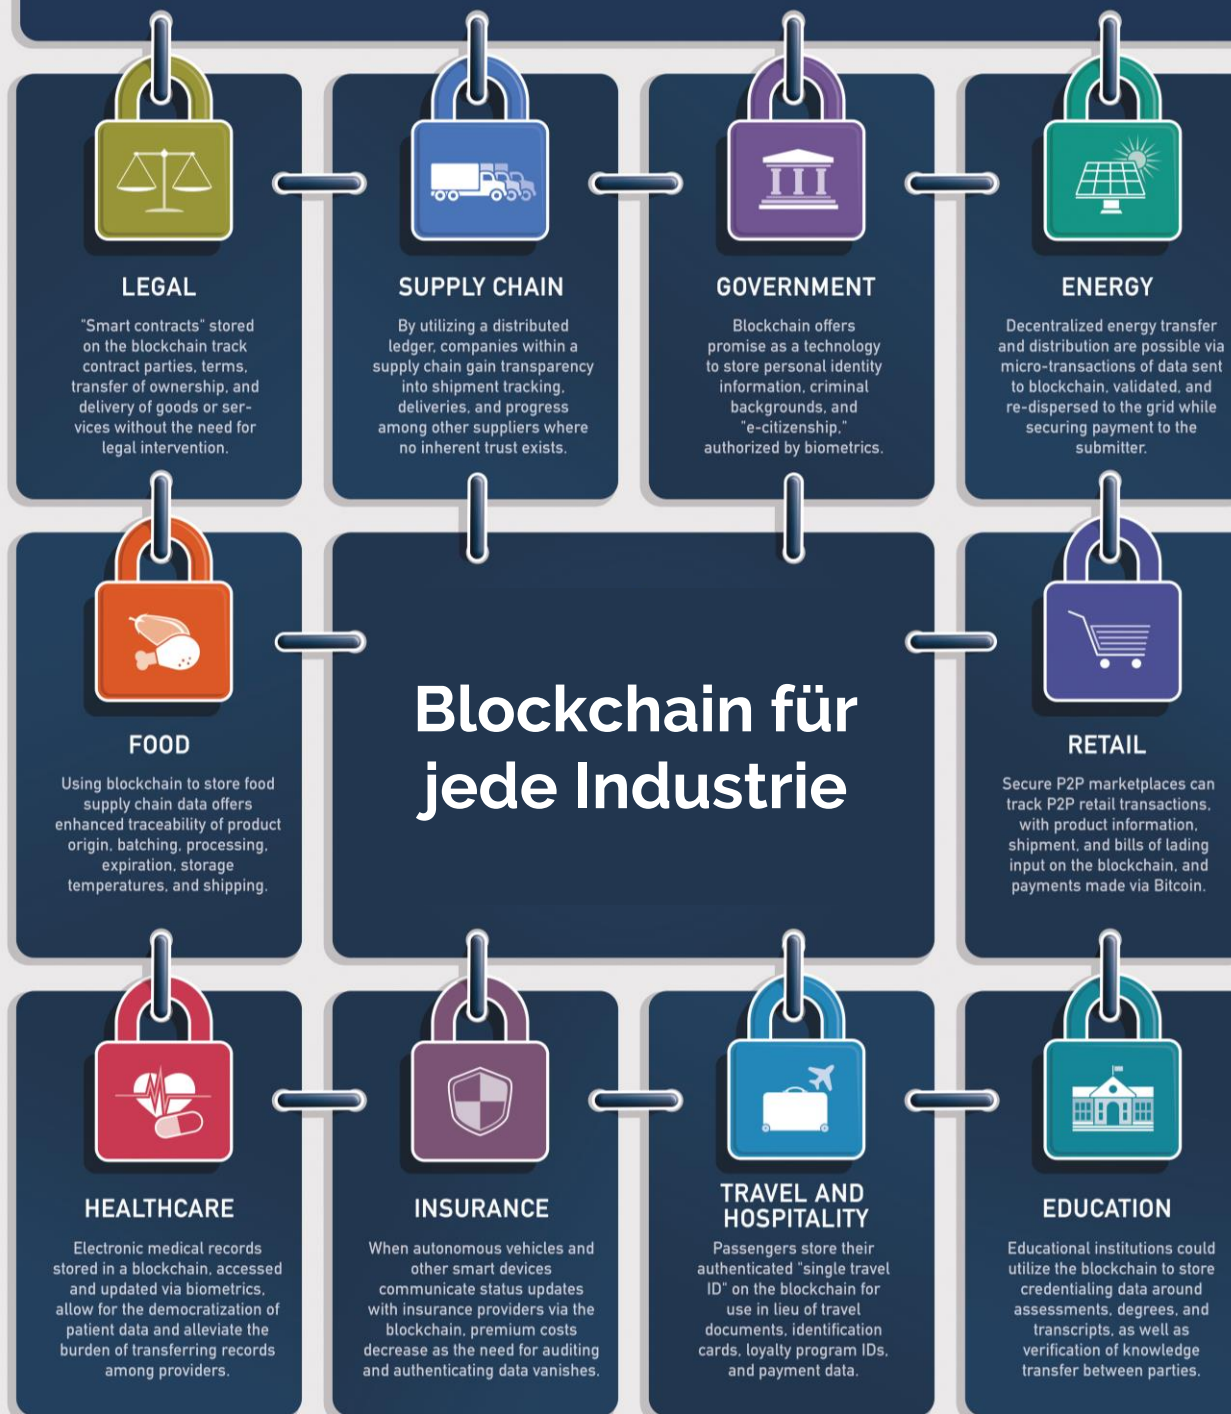 LEGAL
"Smart contracts" stored
on the blockchain track
contract parties, terms,
transfer of ownership, and
delivery of goods or ser-
vices without the need for
legal intervention.
SUPPLY CHAIN
By utilizing a distributed
ledger, companies within a
supply chain gain transparency
into shipment tracking,
deliveries, and progress
among other suppliers where
no inherent trust exists.
GOVERNMENT
Blockchain offers
promise as a technology
to store personal identity
information, criminal
backgrounds, and
"e-citizenship,"
authorized by biometrics.
ENERGY
Decentralized energy transfer
and distribution are possible via
micro-transactions of data sent
to blockchain, validated, and
re-dispersed to the grid while
securing payment to the
submitter.
FOOD
Using blockchain to store food
supply chain data offers
enhanced traceability of product
origin, batching, processing,
expiration, storage
temperatures, and shipping.
Blockchain für
jede Industrie
RETAIL
Secure P2P marketplaces can
track P2P retail transactions,
with product information,
shipment, and bills of lading
input on the blockchain, and
payments made via Bitcoin.
HEALTHCARE
Electronic medical records
stored in a blockchain, accessed
and updated via biometrics,
allow for the democratization of
patient data and alleviate the
burden of transferring records
among providers.
INSURANCE
When autonomous vehicles and
other smart devices
communicate status updates
with insurance providers via the
blockchain, premium costs
decrease as the need for auditing
and authenticating data vanishes.
TRAVEL AND
HOSPITALITY
Passengers store their
authenticated "single travel
ID" on the blockchain for
use in lieu of travel
documents, identification
cards, loyalty program IDs,
and payment data.
EDUCATION
Educational institutions could
utilize the blockchain to store
credentialing data around
assessments, degrees, and
transcripts, as well as
verification of knowledge
transfer between parties.